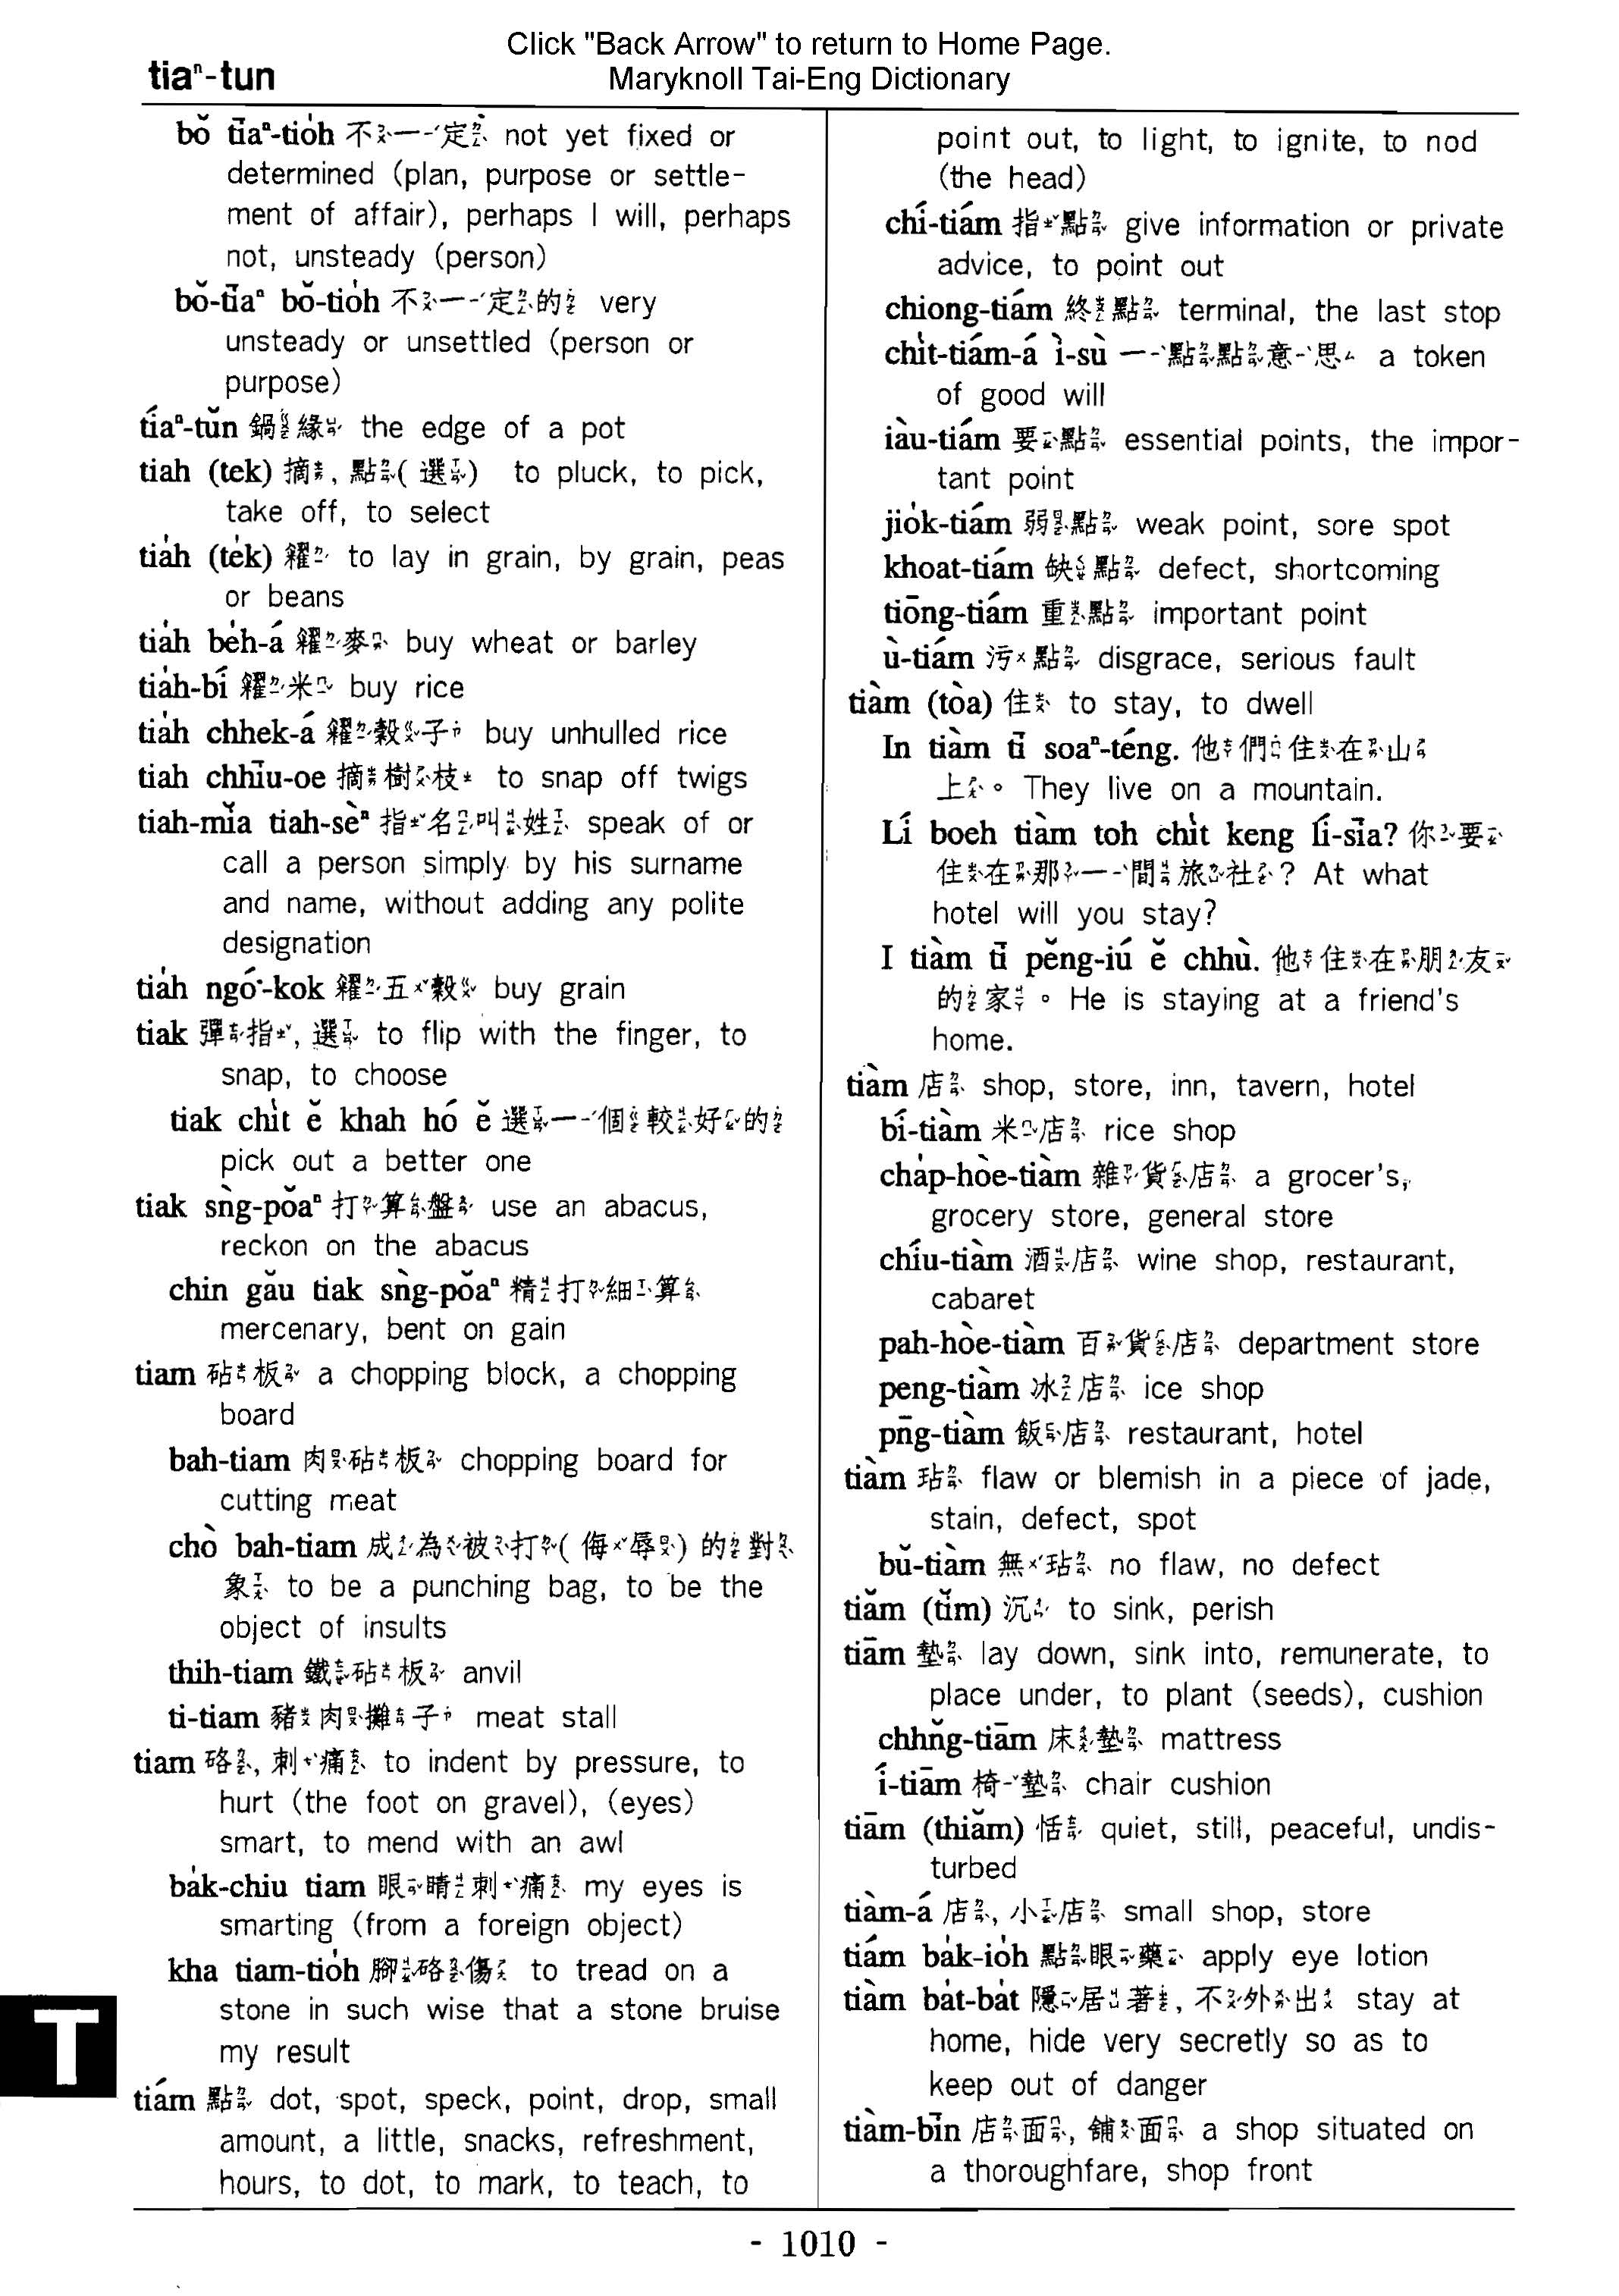 Click "Back Arrow" to return to Home Page.
Maryknoll Tai-Eng Dictionary
tiaⁿ-tun
bŏ tīaⁿ-tio̍h 不一定 not yet fixed or
determined (plan, purpose or settle-
ment of affair), perhaps I will, perhaps
not, unsteady (person)
bŏ-tīaⁿ bŏ-tio̍h 不一定的 very
unsteady or unsettled (person or
purpose)
tíaⁿ-tŭn 鍋緣 the edge of a pot
tiah (tek) 摘, 點(選) to pluck, to pick,
take off, to select
tia̍h (te̍k) 糴 to lay in grain, by grain, peas
or beans
tia̍h be̍h-á 糴麥 buy wheat or barley
tia̍h-bí 糴米 buy rice
tia̍h chhek-á 糴穀子 buy unhulled rice
tiah chhīu-oe 摘樹枝 to snap off twigs
tiah-mĭa tiah-sèⁿ 指名叫姓 speak of or
call a person simply by his surname
and name, without adding any polite
designation
tia̍h ngó͘-kok 糴五穀 buy grain
tiak 彈指, 選 to flip with the finger, to
snap, to choose
tiak chi̍t ĕ khah hó ĕ 選一個較好的
pick out a better one
tiak sǹg-pŏaⁿ 打算盤 use an abacus,
reckon on the abacus
chin gău tiak sǹg-pŏaⁿ 精打細算
mercenary, bent on gain
tiam 砧板 a chopping block, a chopping
board
bah-tiam 肉砧板 chopping board for
cutting meat
chò bah-tiam 成為被打(侮辱)的對
象 to be a punching bag, to be the
object of insults
thih-tiam 鐵砧板 anvil
ti-tiam 豬肉攤子 meat stall
tiam 硌, 刺痛 to indent by pressure, to
hurt (the foot on gravel), (eyes)
smart, to mend with an awl
ba̍k-chiu tiam 眼睛刺痛 my eyes is
smarting (from a foreign object)
kha tiam-tio̍h 腳硌傷 to tread on a
stone in such wise that a stone bruise
my result
tiám 點 dot, spot, speck, point, drop, small
amount, a little, snacks, refreshment,
hours, to dot, to mark, to teach, to
T
point out, to light, to ignite, to nod
(the head)
chí-tiám 指點 give information or private
advice, to point out
chiong-tiám 終點 terminal, the last stop
chi̍t-tiám-á ì-sù 一點點意思 a token
of good will
iàu-tiám 要點 essential points, the impor-
tant point
jio̍k-tiám 弱點 weak point, sore spot
khoat-tiám 缺點 defect, shortcoming
tiōng-tiám 重點 important point
ù-tiám 污點 disgrace, serious fault
tiàm (tòa) 住 to stay, to dwell
In tiàm tī soaⁿ-téng. 他們住在山
上。 They live on a mountain.
Lí boeh tiàm toh chi̍t keng lí-sīa? 你要
住在那一間旅社? At what
hotel will you stay?
I tiàm tī pĕng-iú ĕ chhù. 他住在朋友
的家。 He is staying at a friend's
home.
tiàm 店 shop, store, inn, tavern, hotel
bí-tiàm 米店 rice shop
cha̍p-hòe-tiàm 雜貨店 a grocer's,
grocery store, general store
chíu-tiàm 酒店 wine shop, restaurant,
cabaret
pah-hòe-tiàm 百貨店 department store
peng-tiàm 冰店 ice shop
pn̄g-tiàm 飯店 restaurant, hotel
tiàm 玷 flaw or blemish in a piece of jade,
stain, defect, spot
bŭ-tiàm 無玷 no flaw, no defect
tiăm (tĭm) 沉 to sink, perish
tiām 墊 lay down, sink into, remunerate, to
place under, to plant (seeds), cushion
chhn̆g-tiām 床墊 mattress
í-tiām 椅墊 chair cushion
tiām (thiăm) 恬 quiet, still, peaceful, undis-
turbed
tiàm-á 店, 小店 small shop, store
tiám ba̍k-io̍h 點眼藥 apply eye lotion
tiàm ba̍t-ba̍t 隱居著, 不外出 stay at
home, hide very secretly so as to
keep out of danger
tiàm-bīn 店面, 舖面 a shop situated on
a thoroughfare, shop front
- 1010 -